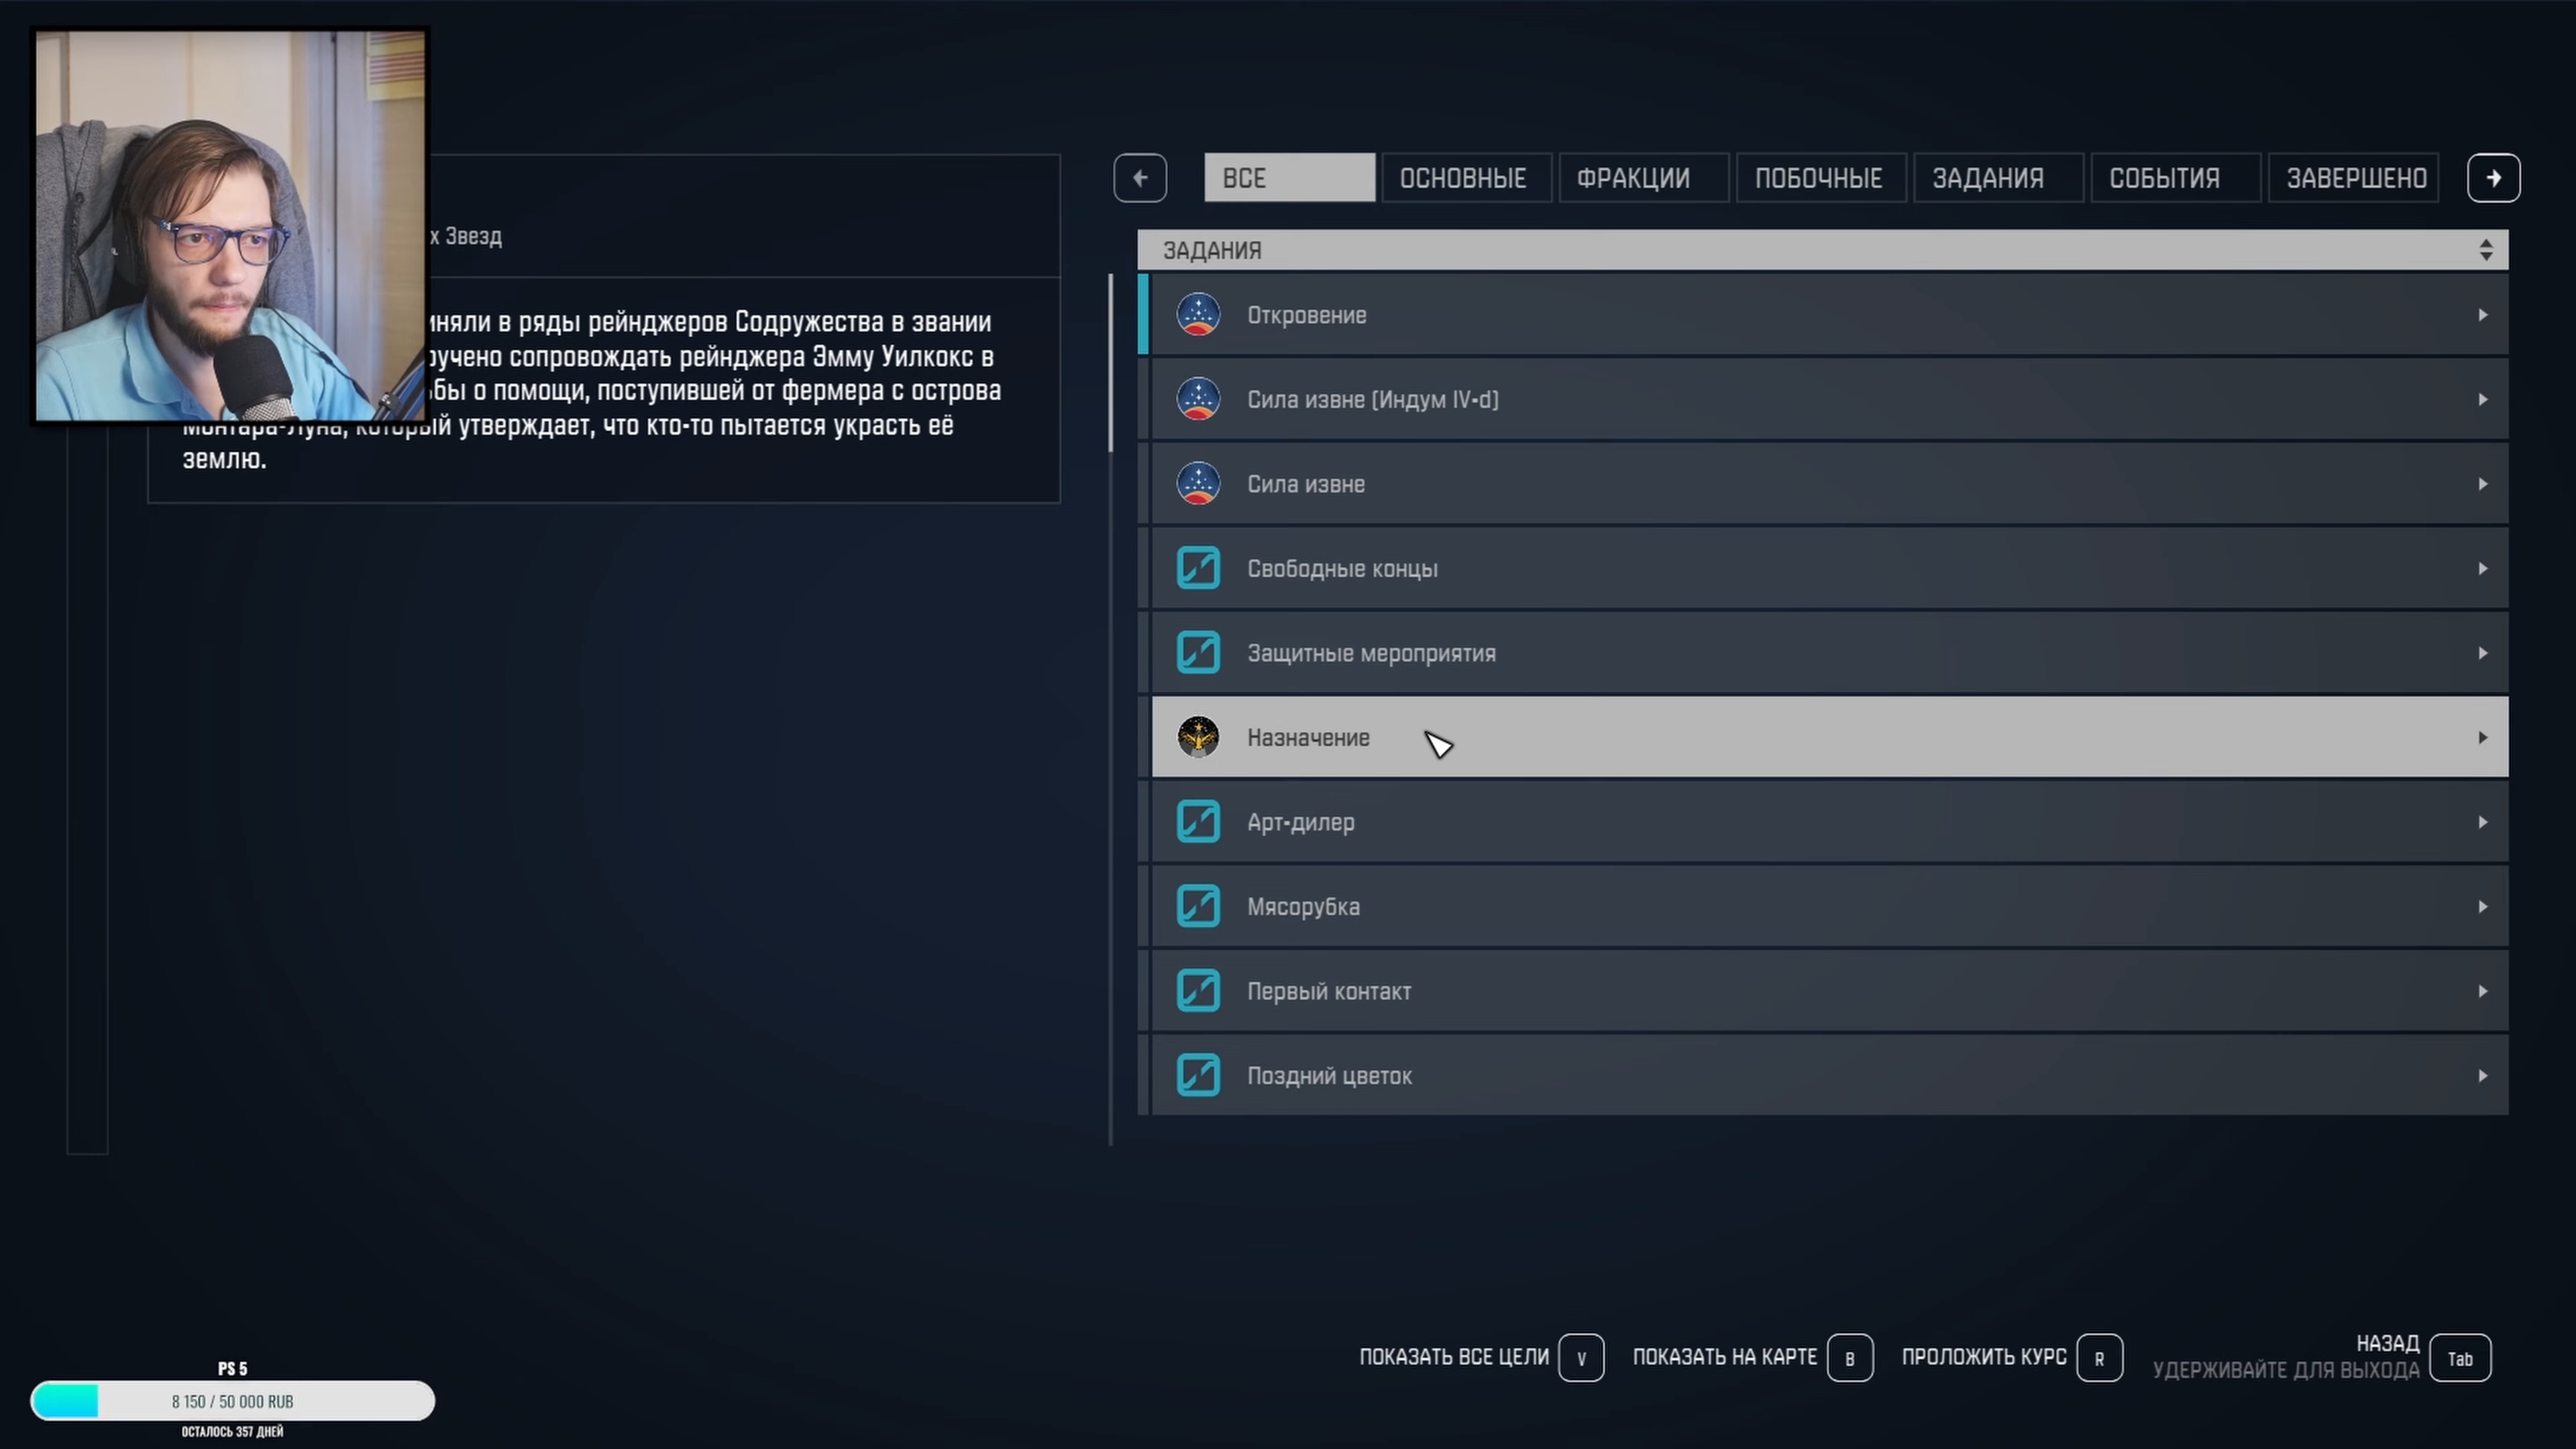 х Звезд
ряды рейнджеров Содружества в звании
сопровождать рейнджера Эмму Уилкокс в
о помощи, поступившей от фермера с острова
Монтара-Луна, который утверждает, что кто-то пытается украсть её
землю.
ВСЕ
ОСНОВНЫЕ
ФРАКЦИИ
ПОБОЧНЫЕ
ЗАДАНИЯ
СОБЫТИЯ
ЗАВЕРШЕНО
ЗАДАНИЯ
Откровение
Сила извне (Индум IV-d)
Сила извне
Свободные концы
Защитные мероприятия
Назначение
Арт-дилер
Мясорубка
Первый контакт
Поздний цветок
ПОКАЗАТЬ ВСЕ ЦЕЛИ V
ПОКАЗАТЬ НА КАРТЕ B
ПРОЛОЖИТЬ КУРС R
НАЗАД Tab
УДЕРЖИВАЙТЕ ДЛЯ ВЫХОДА
PS 5
8 150 / 50 000 RUB
ОСТАЛОСЬ 357 ДНЕЙ